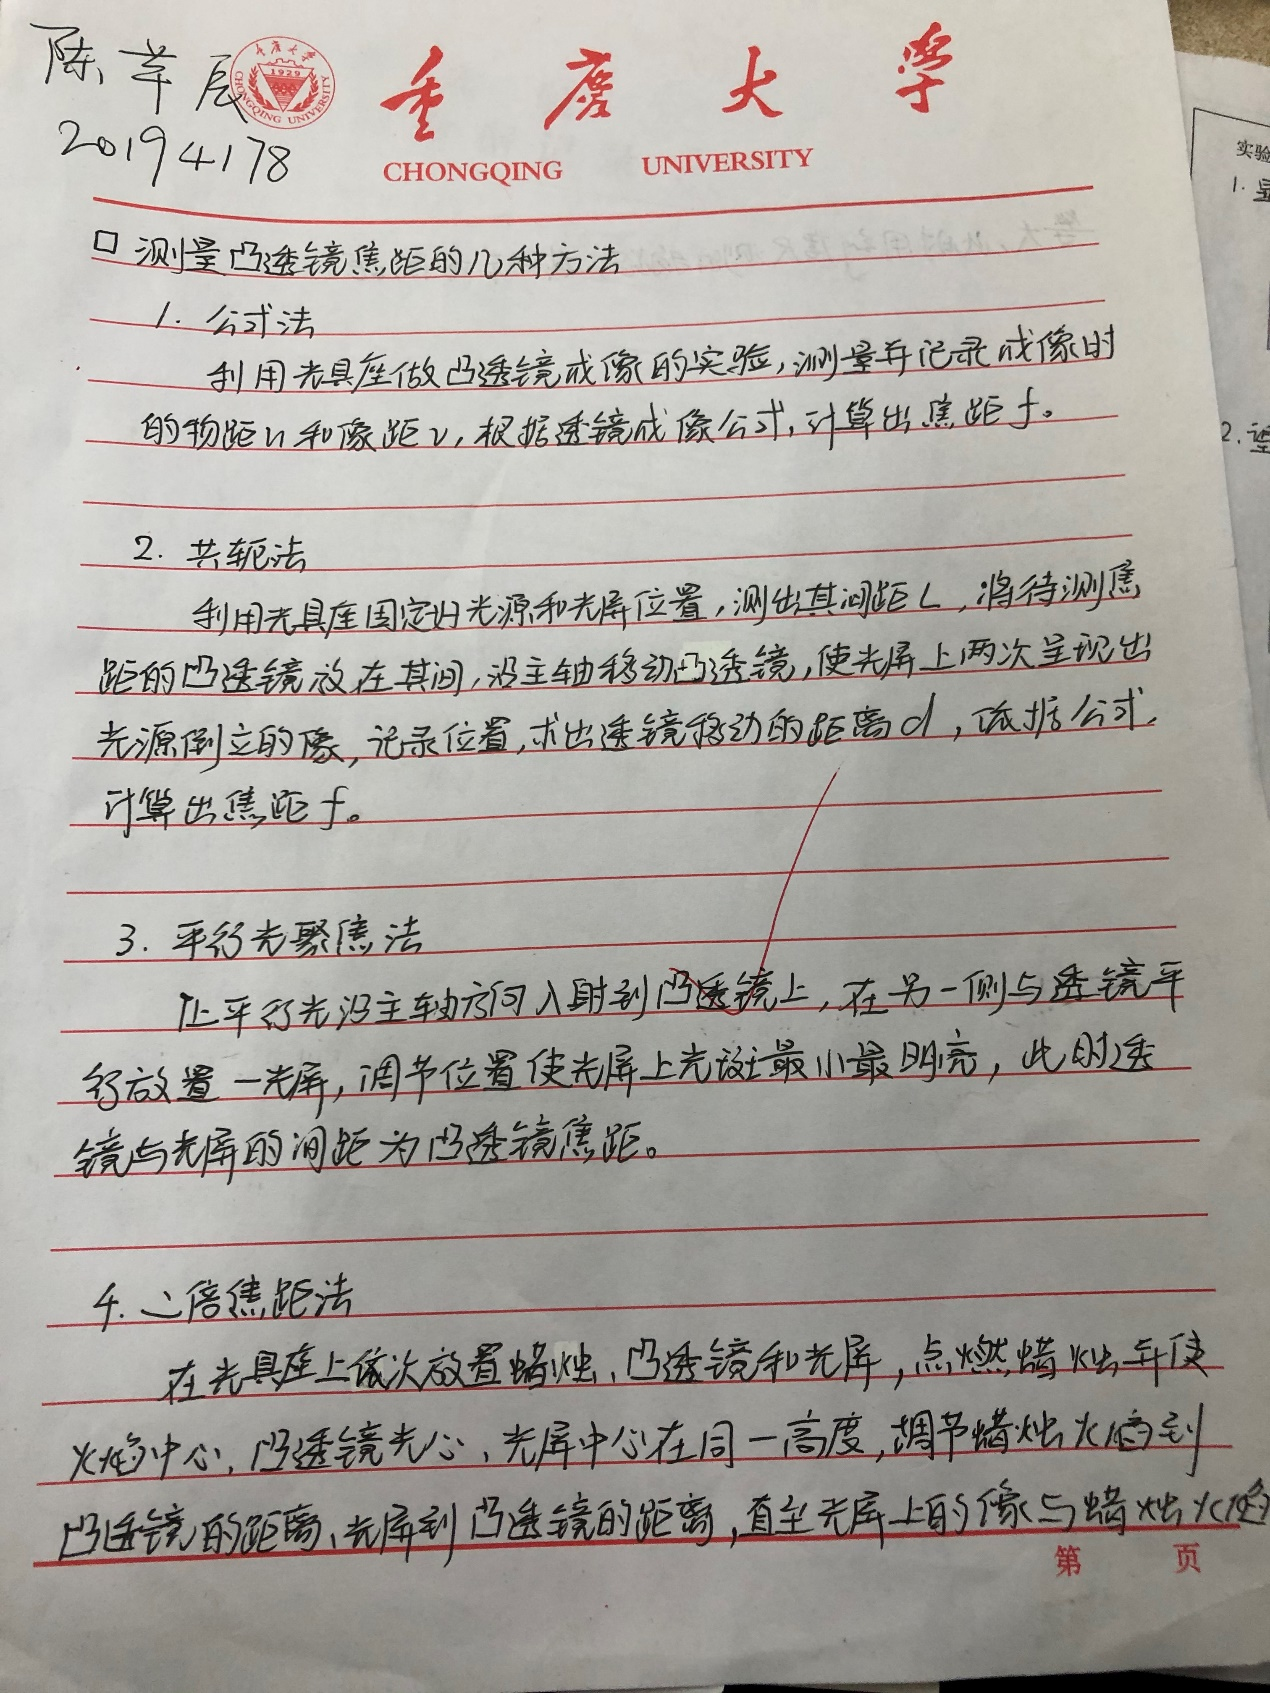 陈苹辰
20194178
1929
CHONGQING UNIVERSITY
重庆大学
CHONGQING UNIVERSITY
口 测量凸透镜焦距的几种方法
1. 公式法
利用光具座做凸透镜成像的实验,测量并记录成像时
的物距u和像距v,根据透镜成像公式,计算出焦距f。
2. 共轭法
利用光具座固定好光源和光屏位置,测出其间距L,将待测焦
距的凸透镜放在其间,沿主轴移动凸透镜,使光屏上两次呈现出
光源倒立的像,记录位置,求出透镜移动的距离d,依据公式,
计算出焦距f。
3. 平行光聚焦法
让平行光沿主轴方向入射到凸透镜上,在另一侧与透镜平
行放置一光屏,调节位置使光屏上光斑最小最明亮,此时透
镜与光屏的间距为凸透镜焦距。
4. 二倍焦距法
在光具座上依次放置蜡烛、凸透镜和光屏,点燃蜡烛并使
火焰中心、凸透镜光心、光屏中心在同一高度,调节蜡烛火焰到
凸透镜的距离、光屏到凸透镜的距离,直至光屏上的像与蜡烛火焰
第 页
实验
1.
2.